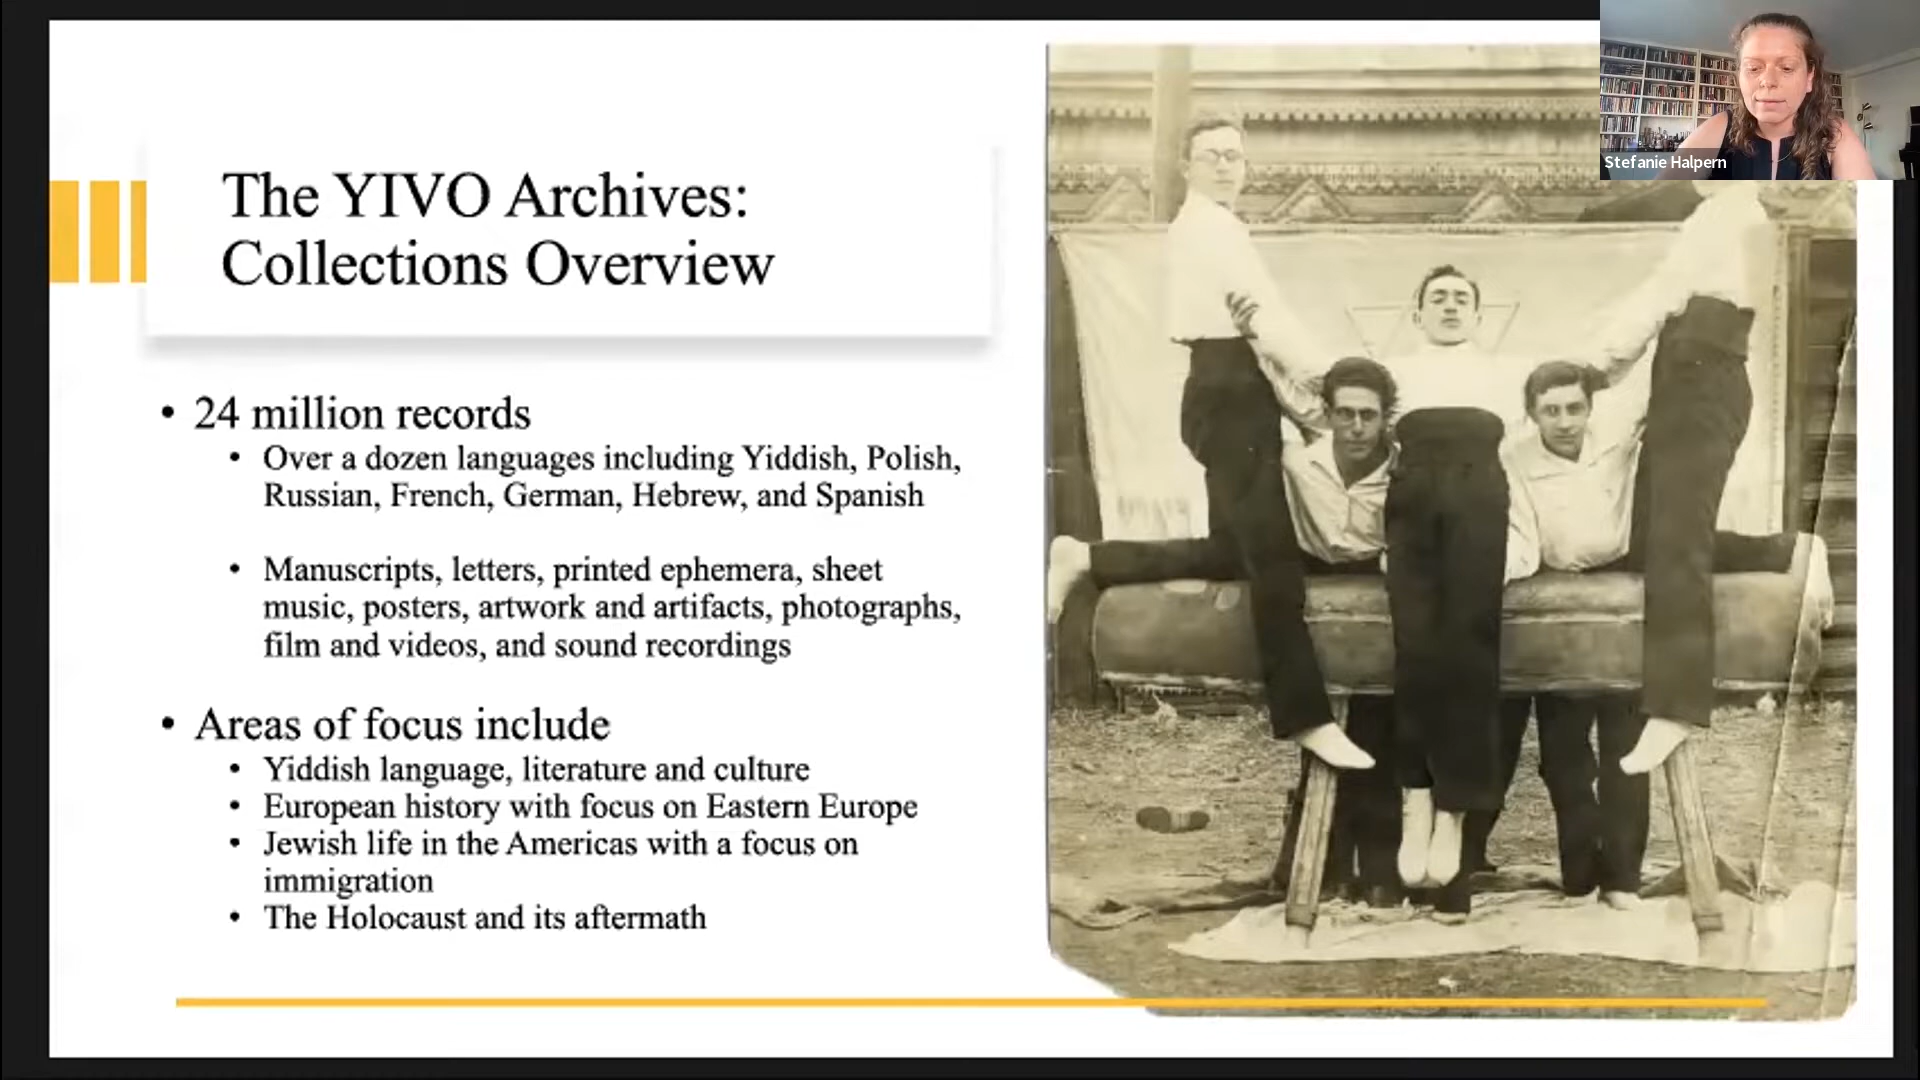 Stefanie Halpern
The YIVO Archives:
Collections Overview
• 24 million records
• Over a dozen languages including Yiddish, Polish,
Russian, French, German, Hebrew, and Spanish
• Manuscripts, letters, printed ephemera, sheet
music, posters, artwork and artifacts, photographs,
film and videos, and sound recordings
• Areas of focus include
• Yiddish language, literature and culture
• European history with focus on Eastern Europe
• Jewish life in the Americas with a focus on
immigration
• The Holocaust and its aftermath